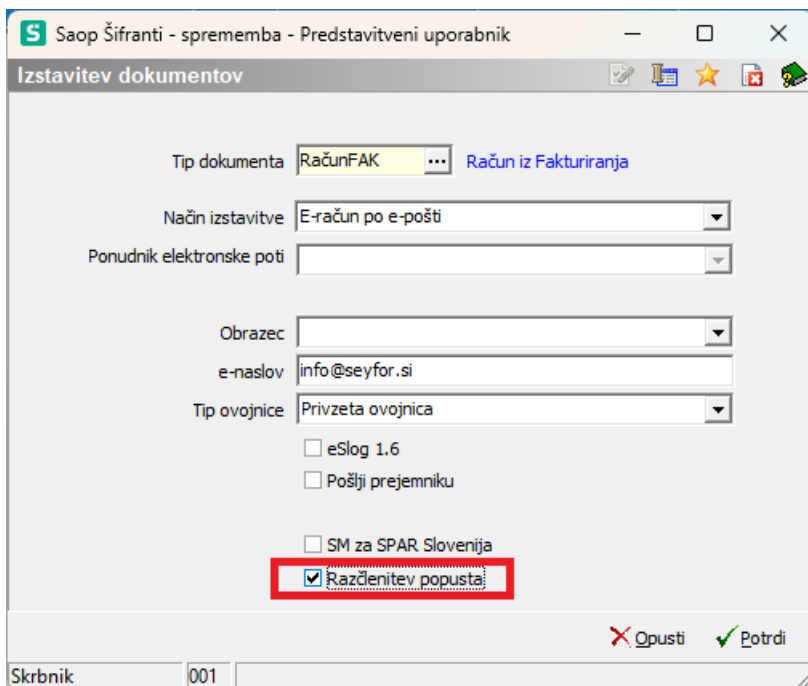 Saop Šifranti - sprememba - Predstavitveni uporabnik
Izstavitev dokumentov
Tip dokumenta RačunFAK ... Račun iz Fakturiranja
Način izstavitve E-račun po e-pošti
Ponudnik elektronske poti
Obrazec
e-naslov info@seyfor.si
Tip ovojnice Privzeta ovojnica
eSlog 1.6
Pošlji prejemniku
SM za SPAR Slovenija
Razčlenitev popusta
Opusti Potrdi
Skrbnik 001